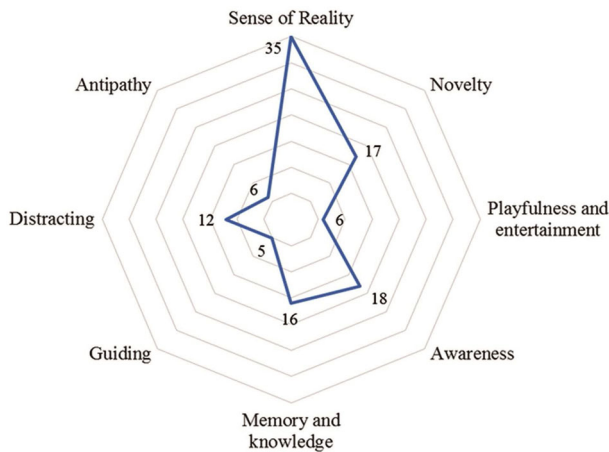 Sense of Reality
35
Antipathy
Novelty
17
6
Distracting
12
6
Playfulness and
entertainment
5
18
16
Guiding
Awareness
Memory and
knowledge